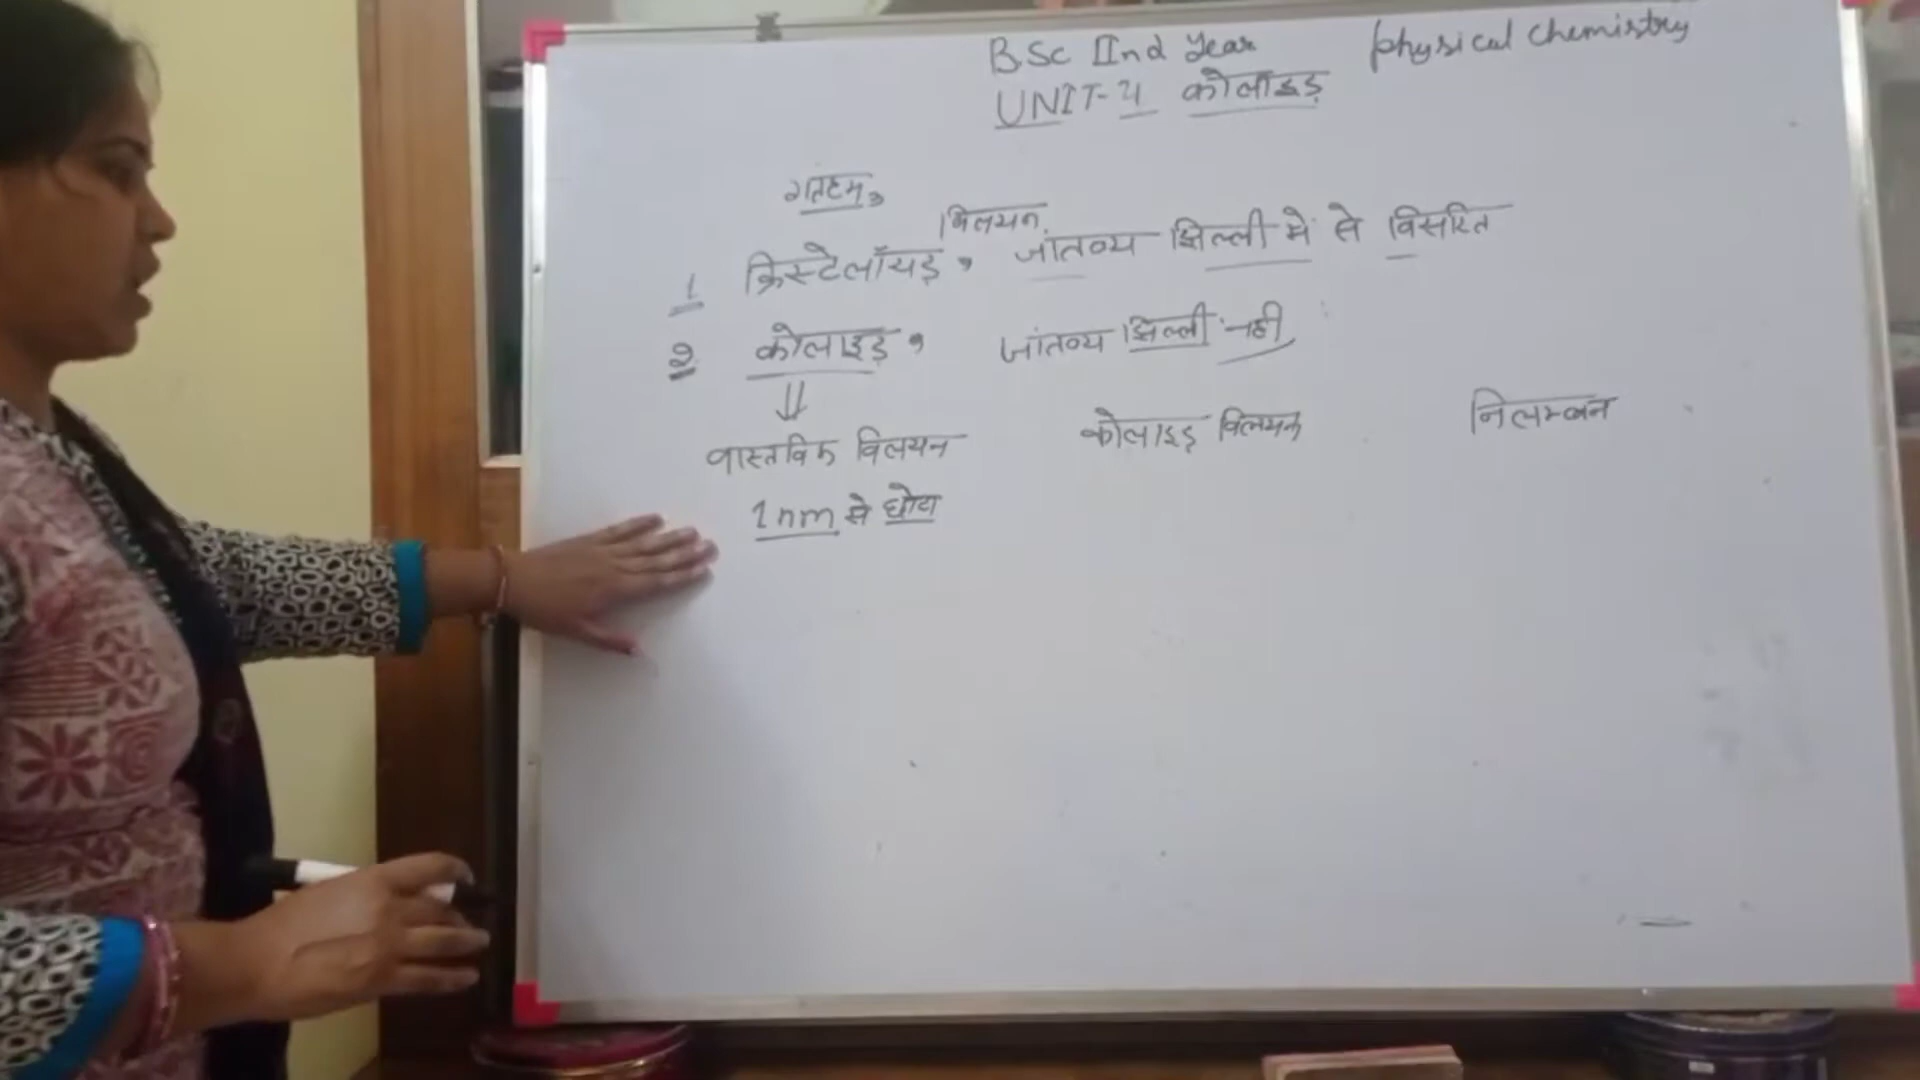 B.Sc IInd Year physical chemistry
UNIT-4 कोलाइड
विलयन
1 क्रिस्टेलॉयड, जांतव्य झिल्ली में से विसरित
2 कोलाइड, जांतव्य झिल्ली नही
⇓
वास्तविक विलयन कोलाइड विलयन निलम्बन
1nm से छोटा